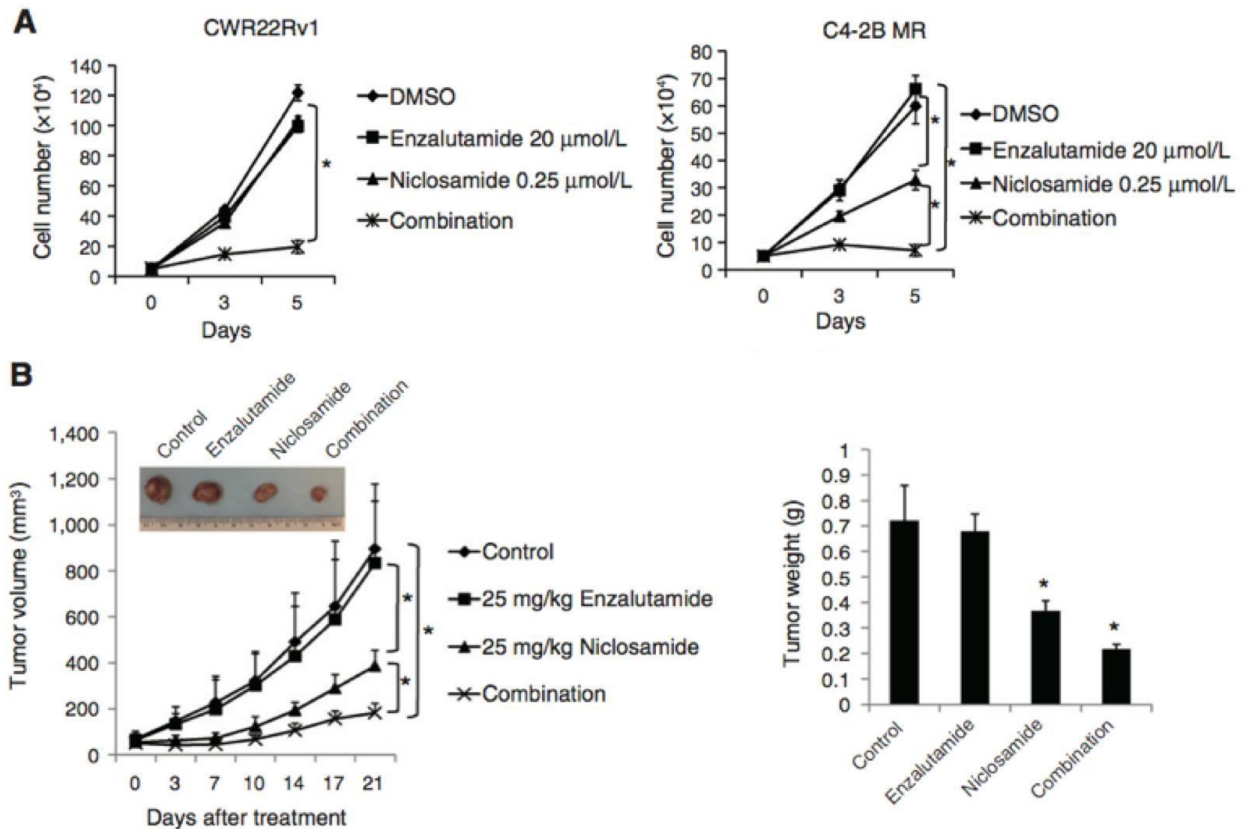 A
CWR22Rv1
Cell number (×10⁴)
140
120
100
80
60
40
20
0
0 3 5
Days
DMSO
Enzalutamide 20 μmol/L
Niclosamide 0.25 μmol/L
Combination
*
C4-2B MR
Cell number (×10⁴)
80
70
60
50
40
30
20
10
0
0 3 5
Days
DMSO
Enzalutamide 20 μmol/L
Niclosamide 0.25 μmol/L
Combination
*
*
*
B
Control
Enzalutamide
Niclosamide
Combination
Tumor volume (mm³)
1,400
1,200
1,000
800
600
400
200
0
0 3 7 10 14 17 21
Days after treatment
Control
25 mg/kg Enzalutamide
25 mg/kg Niclosamide
Combination
*
*
*
Tumor weight (g)
1
0.9
0.8
0.7
0.6
0.5
0.4
0.3
0.2
0.1
0
*
*
Control
Enzalutamide
Niclosamide
Combination